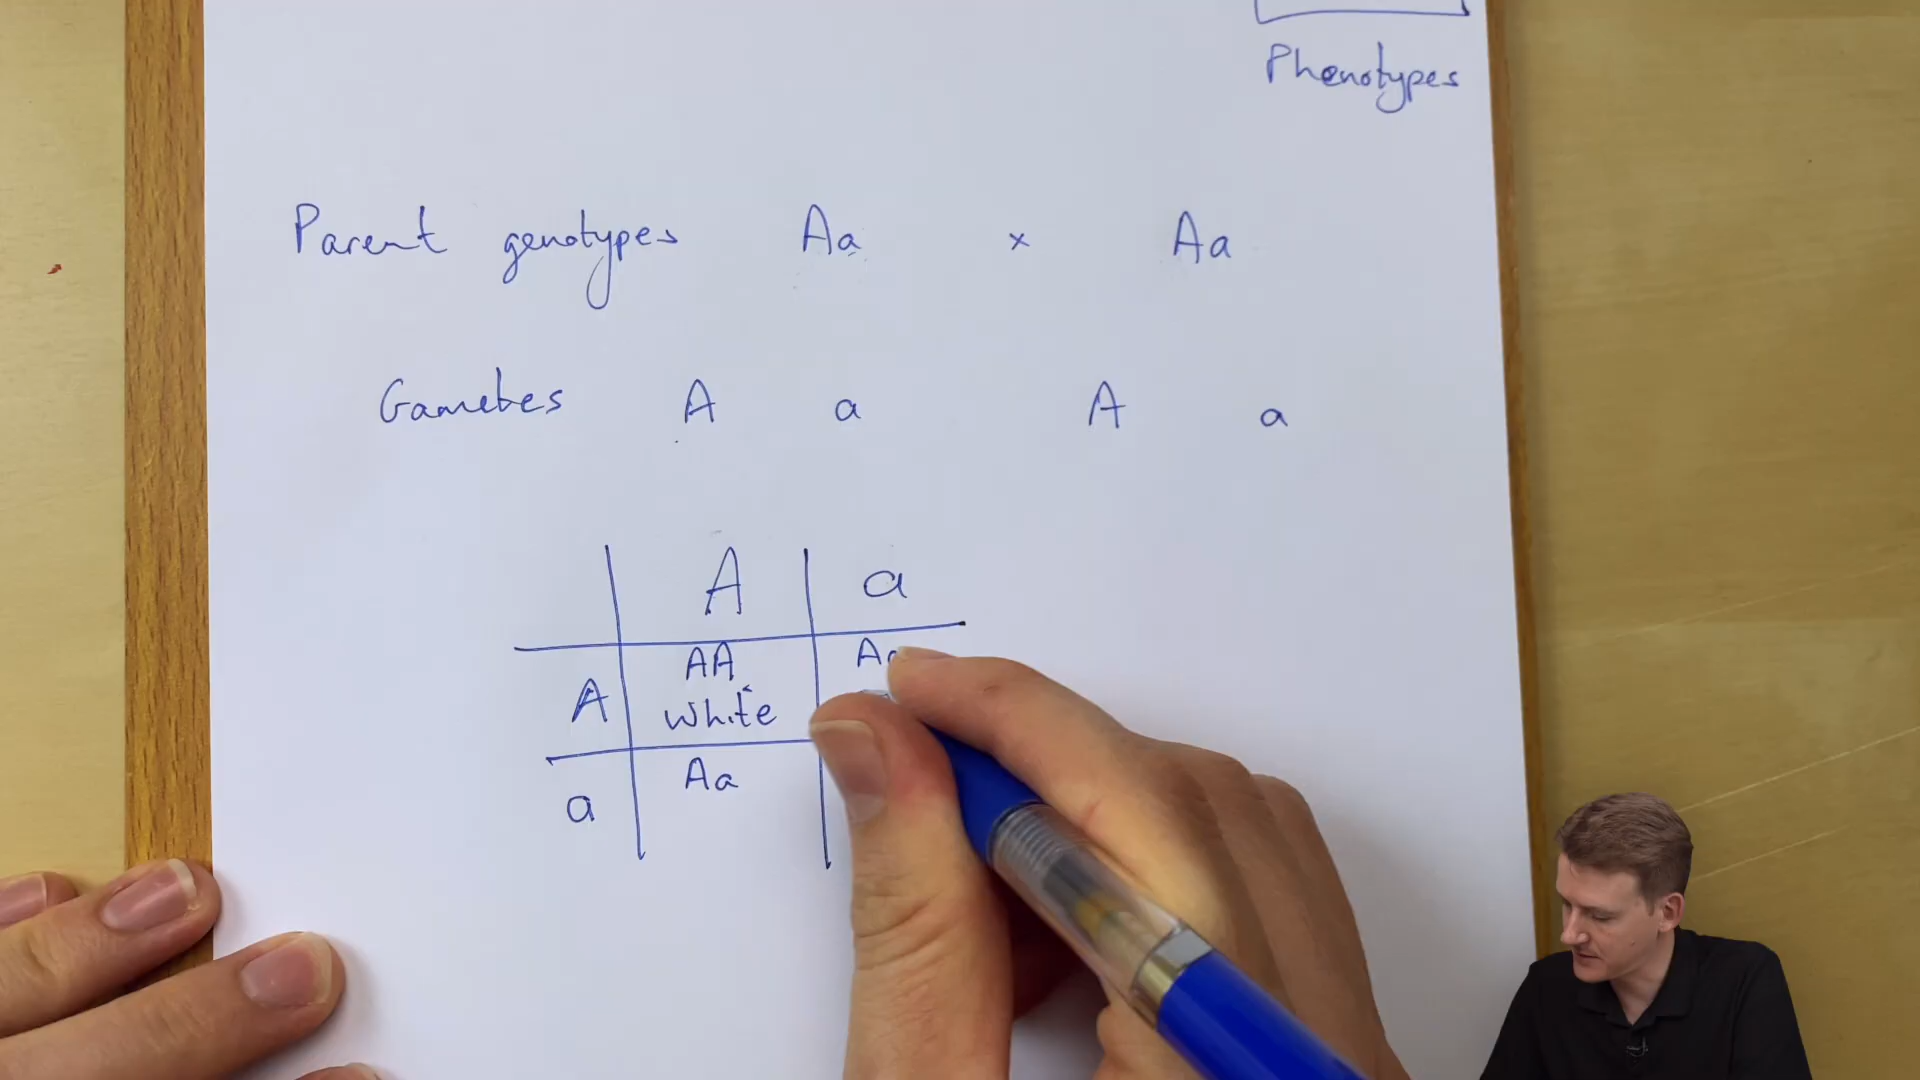 Phenotypes
Parent genotypes Aa × Aa
Gametes A a A a
A a
AA
A white
Aa
a